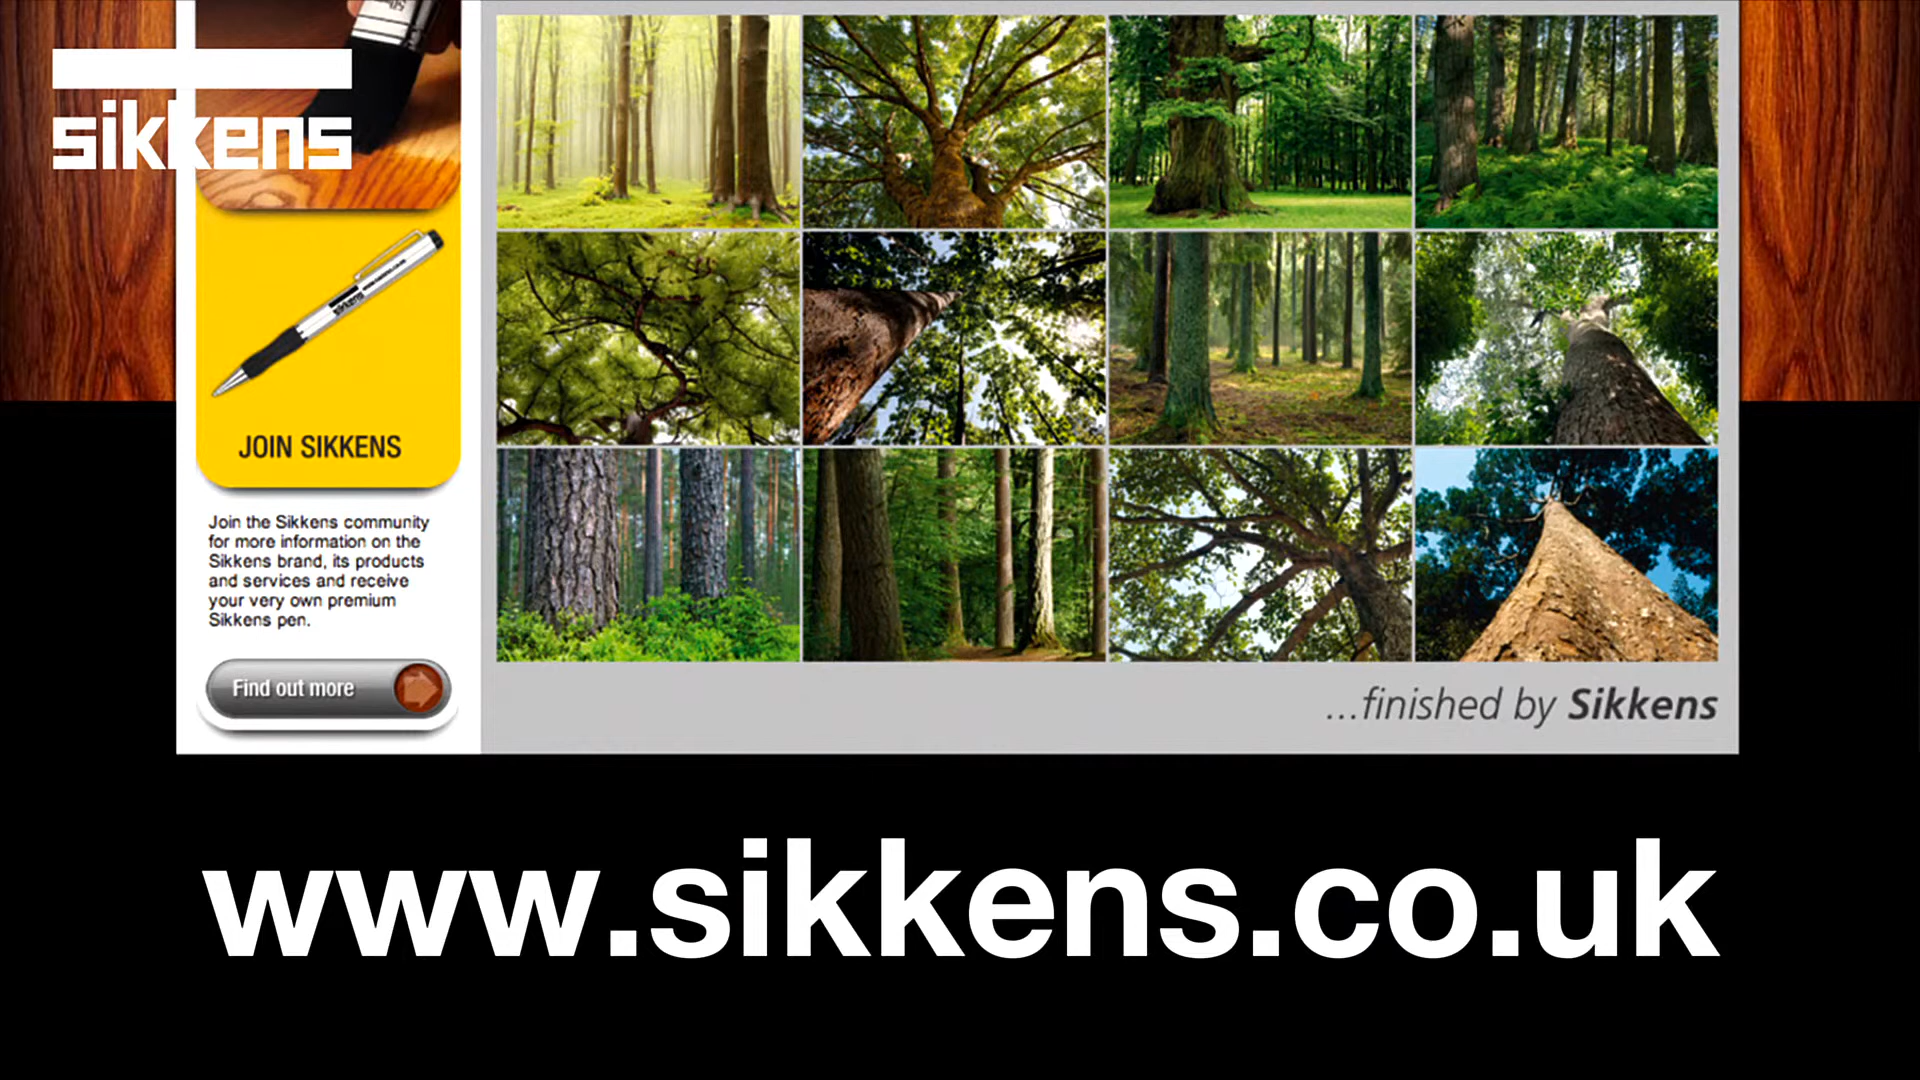 sikkens
sikkens
JOIN SIKKENS
Join the Sikkens community
for more information on the
Sikkens brand, its products
and services and receive
your very own premium
Sikkens pen.
Find out more
...finished by Sikkens
www.sikkens.co.uk